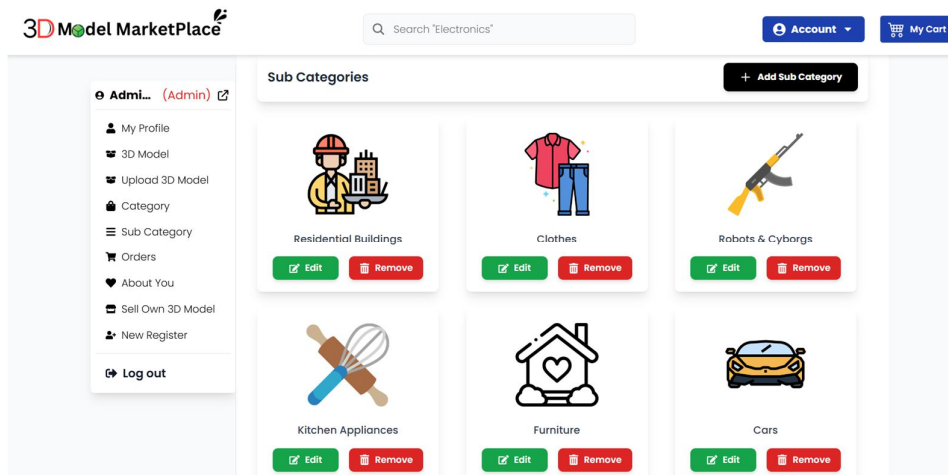 3D Model MarketPlace
Search "Electronics"
Account
My Cart
Admi... (Admin)
My Profile
3D Model
Upload 3D Model
Category
Sub Category
Orders
About You
Sell Own 3D Model
New Register
Log out
Sub Categories
+ Add Sub Category
Residential Buildings
Edit Remove
Clothes
Edit Remove
Robots & Cyborgs
Edit Remove
Kitchen Appliances
Edit Remove
Furniture
Edit Remove
Cars
Edit Remove